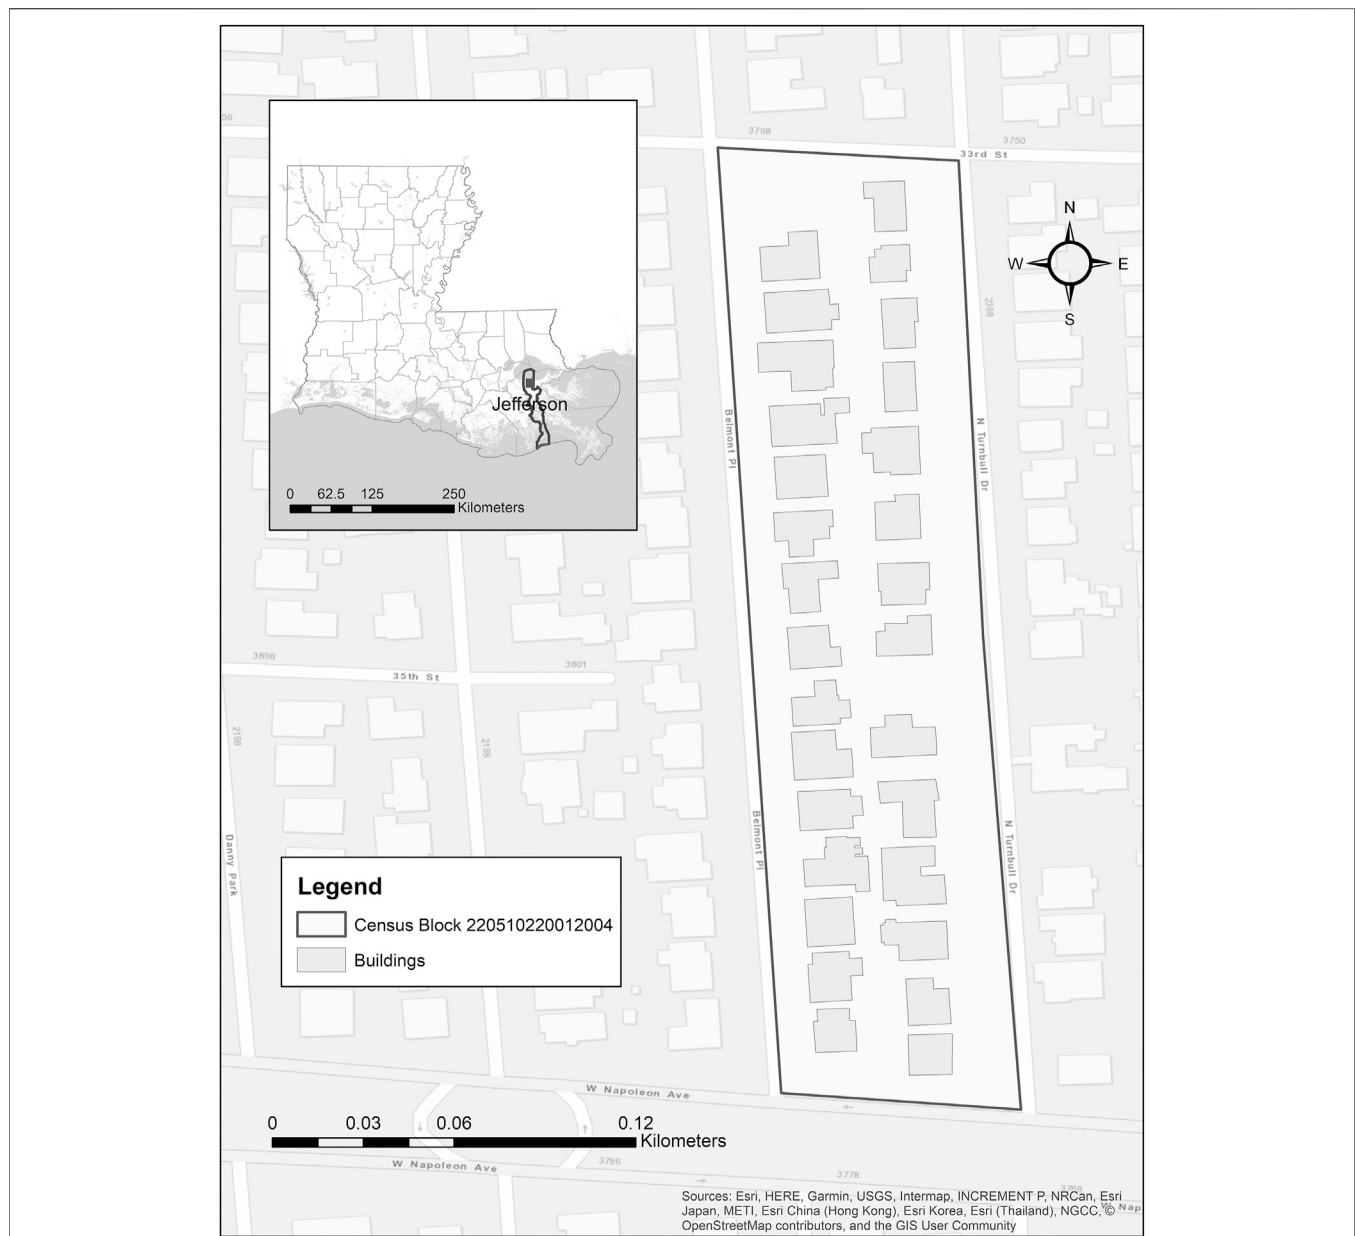 56
3798
3750
33rd St
N
W
E
S
2198
Jefferson
0 62.5 125 250
Kilometers
Belmont Pl
N Turnbull Dr
3898
3801
35th St
2198
2198
Belmont Pl
N Turnbull Dr
Danny Park
Legend
Census Block 220510220012004
Buildings
W Napoleon Ave
0 0.03 0.06 0.12
Kilometers
W Napoleon Ave
3786
3778
3768
W Nap
Sources: Esri, HERE, Garmin, USGS, Intermap, INCREMENT P, NRCan, Esri
Japan, METI, Esri China (Hong Kong), Esri Korea, Esri (Thailand), NGCC, ©
OpenStreetMap contributors, and the GIS User Community